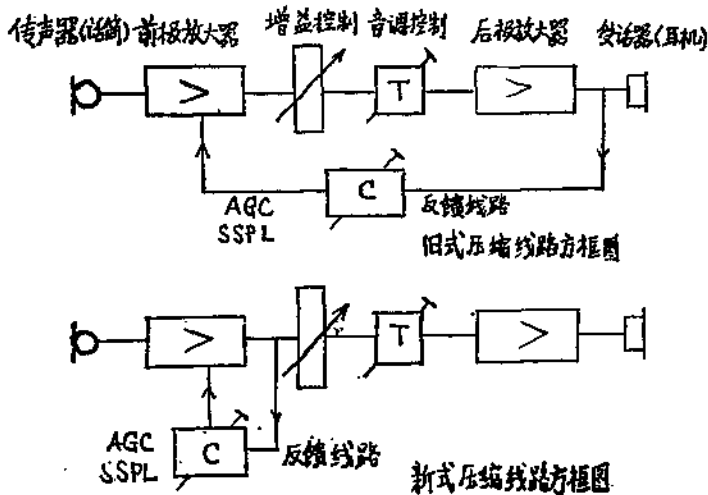 传声器(话筒) 前极放大器 增益控制 音调控制 后极放大器 受话器(耳机)
> T >
C
AGC 反馈线路
SSPL 旧式压缩线路方框图
> T >
AGC C 反馈线路
SSPL 新式压缩线路方框图